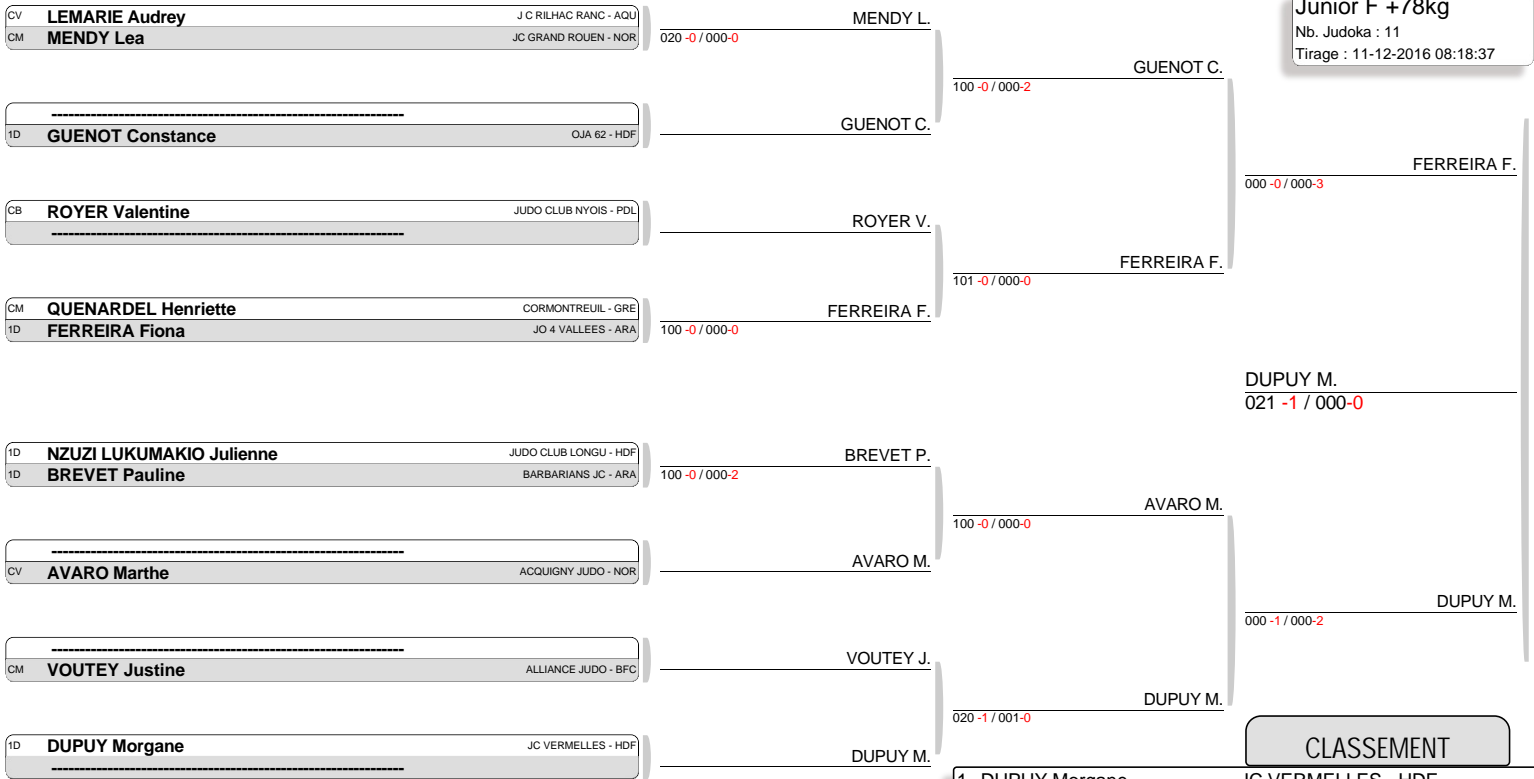 Junior F +78kg
Nb. Judoka : 11
Tirage : 11-12-2016 08:18:37
CV LEMARIE Audrey J C RILHAC RANC - AQU
CM MENDY Lea JC GRAND ROUEN - NOR
MENDY L.
020 -0 / 000-0
GUENOT C.
100 -0 / 000-2
------------------------------------------------------------------
1D GUENOT Constance OJA 62 - HDF
GUENOT C.
FERREIRA F.
000 -0 / 000-3
CB ROYER Valentine JUDO CLUB NYOIS - PDL
------------------------------------------------------------------
ROYER V.
FERREIRA F.
101 -0 / 000-0
CM QUENARDEL Henriette CORMONTREUIL - GRE
1D FERREIRA Fiona JO 4 VALLEES - ARA
FERREIRA F.
100 -0 / 000-0
DUPUY M.
021 -1 / 000-0
1D NZUZI LUKUMAKIO Julienne JUDO CLUB LONGU - HDF
1D BREVET Pauline BARBARIANS JC - ARA
BREVET P.
100 -0 / 000-2
AVARO M.
100 -0 / 000-0
------------------------------------------------------------------
CV AVARO Marthe ACQUIGNY JUDO - NOR
AVARO M.
DUPUY M.
000 -1 / 000-2
------------------------------------------------------------------
CM VOUTEY Justine ALLIANCE JUDO - BFC
VOUTEY J.
DUPUY M.
020 -1 / 001-0
1D DUPUY Morgane JC VERMELLES - HDF
------------------------------------------------------------------
DUPUY M.
CLASSEMENT
1 DUPUY Morgane JC VERMELLES - HDF